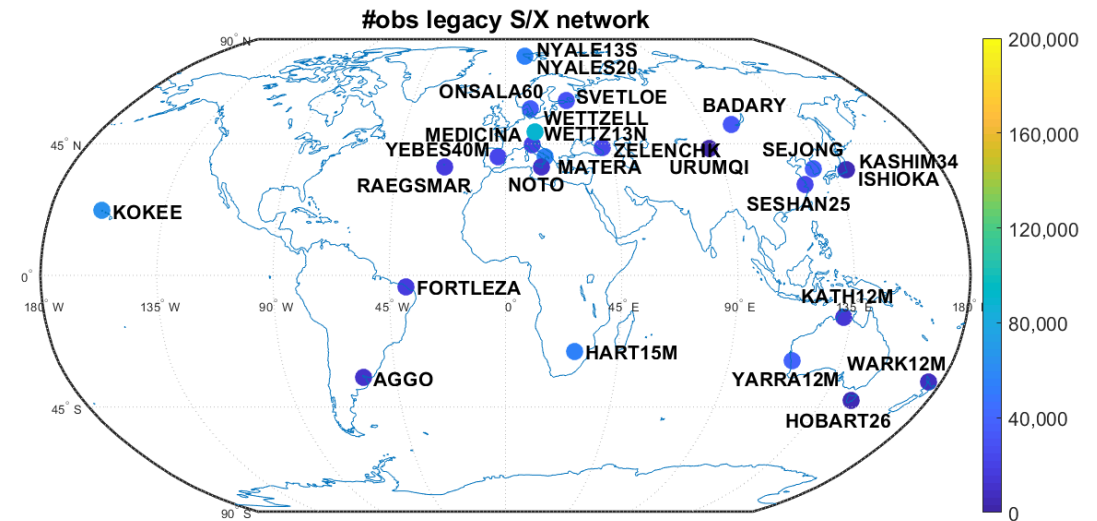 #obs legacy S/X network
90° N
NYALE13S
NYALES20
200,000
ONSALA60
SVETLOE
BADARY
WETTZELL
MEDICINA
WETTZ13N
45° N
YEBES40M
ZELENCHK
SEJONG
160,000
KASHIM34
RAEGSMAR
NOTO
MATERA
URUMQI
ISHIOKA
SESHAN25
KOKEE
120,000
0°
FORTLEZA
KATH12M
180° W
135° W
90° W
45° W
0°
45° E
90° E
135° E
180°
80,000
HART15M
WARK12M
AGGO
YARRA12M
45° S
HOBART26
40,000
90° S
0